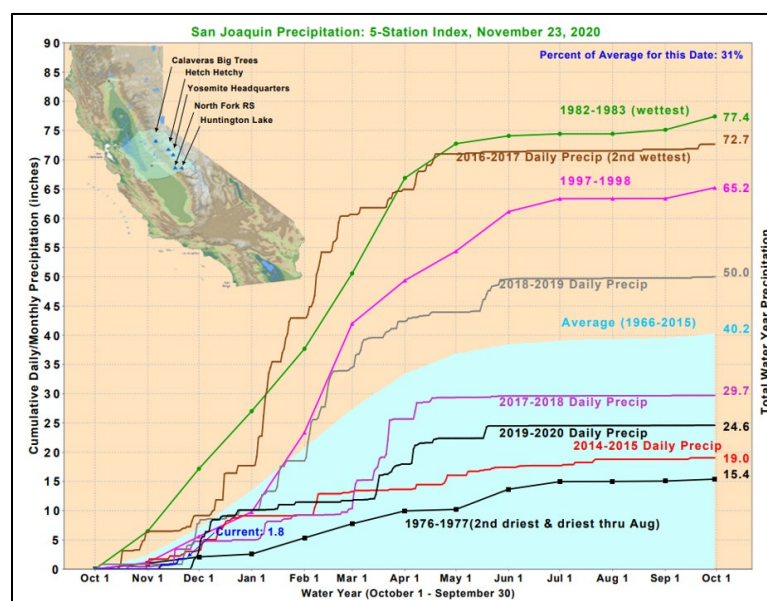 San Joaquin Precipitation: 5-Station Index, November 23, 2020
Percent of Average for this Date: 31%
Calaveras Big Trees
Hetch Hetchy
Yosemite Headquarters
North Fork RS
Huntington Lake
Cumulative Daily/Monthly Precipitation (inches)
90
85
80
75
70
65
60
55
50
45
40
35
30
25
20
15
10
5
0
1982-1983 (wettest)
77.4
2016-2017 Daily Precip (2nd wettest)
72.7
1997-1998
65.2
2018-2019 Daily Precip
50.0
Average (1966-2015)
40.2
2017-2018 Daily Precip
29.7
2019-2020 Daily Precip
24.6
2014-2015 Daily Precip
19.0
15.4
1976-1977(2nd driest & driest thru Aug)
Current: 1.8
Total Water Year Precipitation
Oct 1 Nov 1 Dec 1 Jan 1 Feb 1 Mar 1 Apr 1 May 1 Jun 1 Jul 1 Aug 1 Sep 1 Oct 1
Water Year (October 1 - September 30)